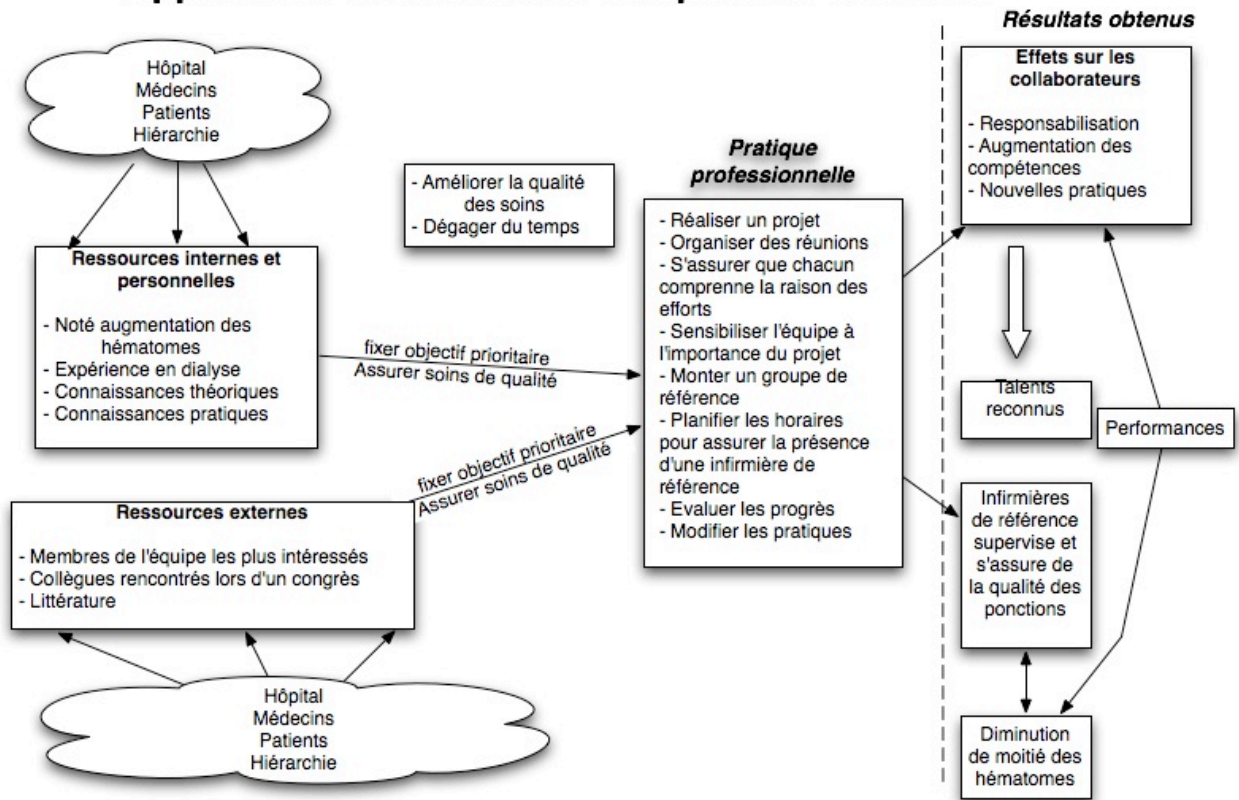 Résultats obtenus
Hôpital
Médecins
Patients
Hiérarchie
Ressources internes et
personnelles
- Noté augmentation des
hématomes
- Expérience en dialyse
- Connaissances théoriques
- Connaissances pratiques
- Améliorer la qualité
des soins
- Dégager du temps
fixer objectif prioritaire
Assurer soins de qualité
fixer objectif prioritaire
Assurer soins de qualité
Ressources externes
- Membres de l'équipe les plus intéressés
- Collègues rencontrés lors d'un congrès
- Littérature
Hôpital
Médecins
Patients
Hiérarchie
Pratique
professionnelle
- Réaliser un projet
- Organiser des réunions
- S'assurer que chacun
comprenne la raison des
efforts
- Sensibiliser l'équipe à
l'importance du projet
- Monter un groupe de
référence
- Planifier les horaires
pour assurer la présence
d'une infirmière de
référence
- Evaluer les progrès
- Modifier les pratiques
Effets sur les
collaborateurs
- Responsabilisation
- Augmentation des
compétences
- Nouvelles pratiques
Talents
reconnus
Performances
Infirmières
de référence
supervise et
s'assure de
la qualité des
ponctions
Diminution
de moitié des
hématomes